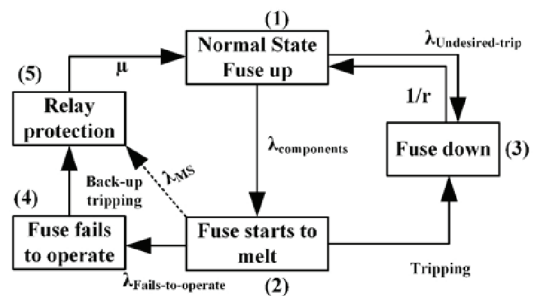 (1)
Normal State
Fuse up
λUndesired-trip
(5)
μ
Relay
protection
1/r
λcomponents
Fuse down
(3)
(4)
Back-up
tripping
λMS
Fuse fails
to operate
Fuse starts to
melt
λFails-to-operate
(2)
Tripping